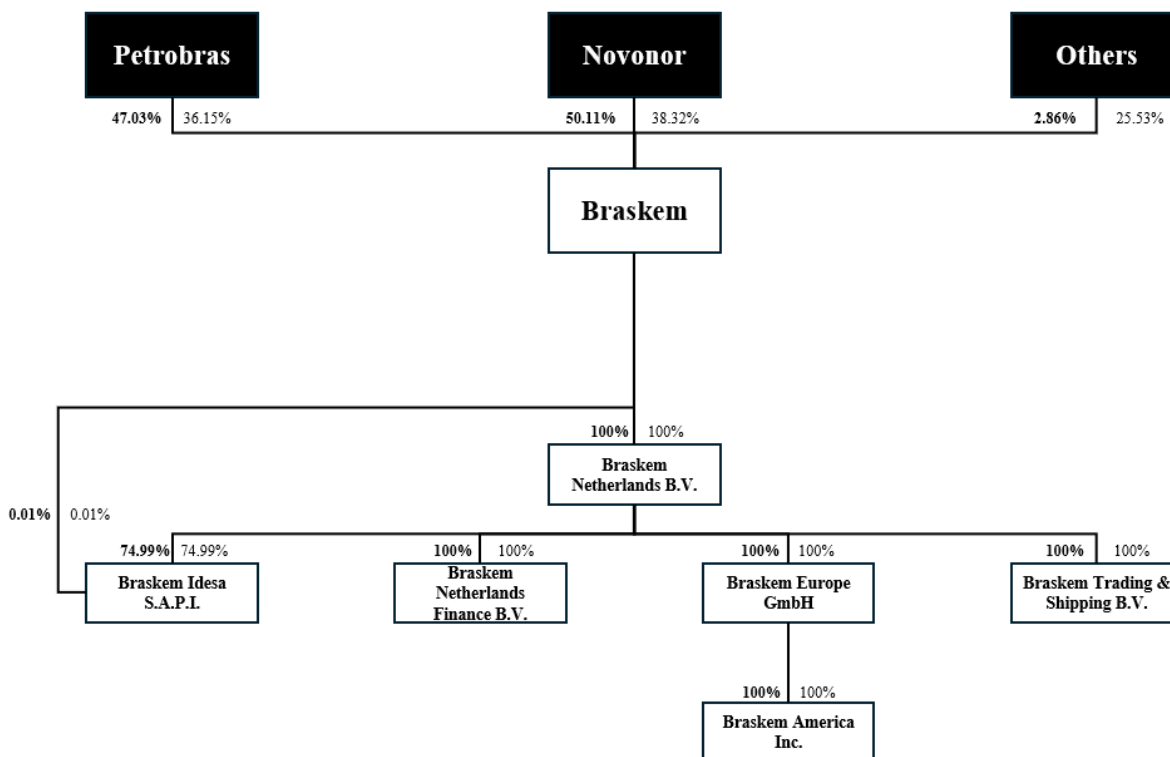 Petrobras
Novonor
Others
47.03% 36.15%
50.11% 38.32%
2.86% 25.53%
Braskem
100% 100%
Braskem
Netherlands B.V.
0.01% 0.01%
74.99% 74.99%
100% 100%
100% 100%
100% 100%
Braskem Idesa
S.A.P.I.
Braskem
Netherlands
Finance B.V.
Braskem Europe
GmbH
Braskem Trading &
Shipping B.V.
100% 100%
Braskem America
Inc.